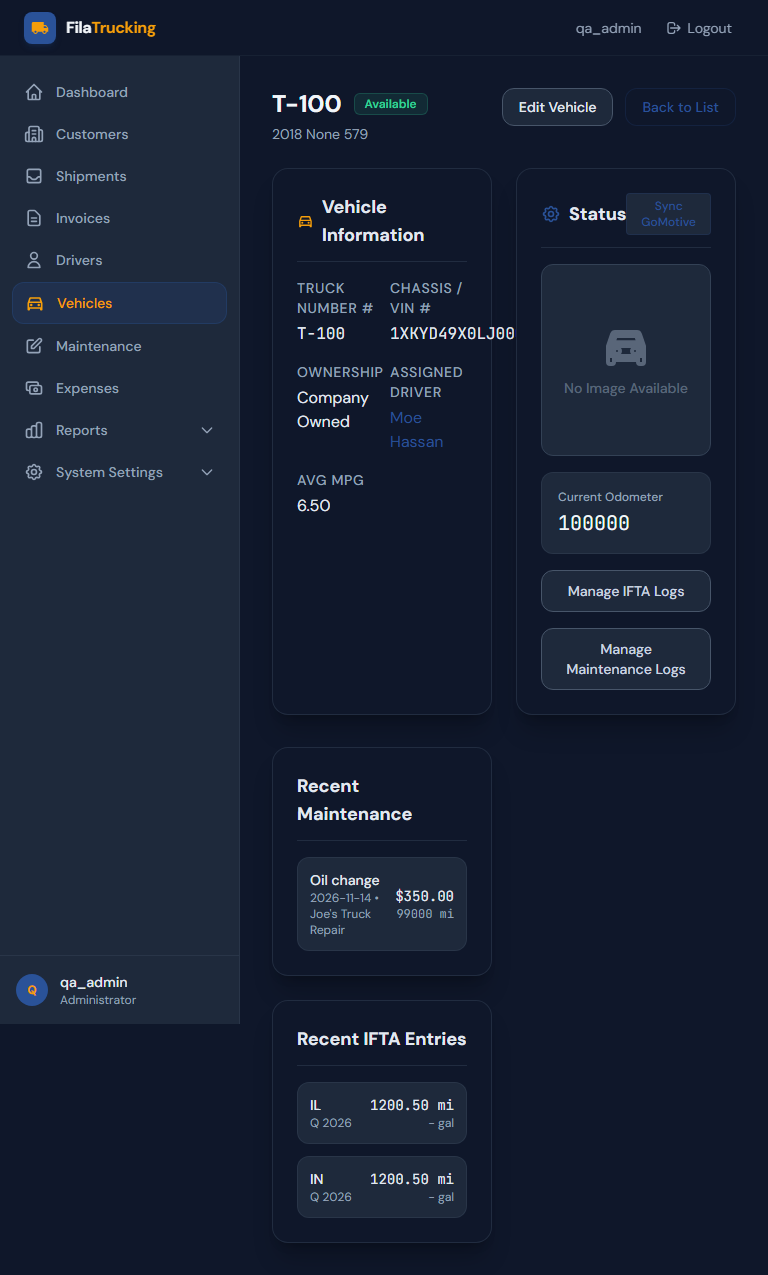 FilaTrucking
qa_admin
Logout
Dashboard
Customers
Shipments
Invoices
Drivers
Vehicles
Maintenance
Expenses
Reports
System Settings
Q
qa_admin
Administrator
T-100
Available
2018 None 579
Edit Vehicle
Back to List
Vehicle
Information
TRUCK
NUMBER #
T-100
CHASSIS /
VIN #
1XKYD49X0LJ00
OWNERSHIP
Company
Owned
ASSIGNED
DRIVER
Moe
Hassan
AVG MPG
6.50
Status
Sync
GoMotive
No Image Available
Current Odometer
100000
Manage IFTA Logs
Manage
Maintenance Logs
Recent
Maintenance
Oil change
2026-11-14 •
Joe's Truck
Repair
$350.00
99000 mi
Recent IFTA Entries
IL
1200.50 mi
Q 2026
- gal
IN
1200.50 mi
Q 2026
- gal